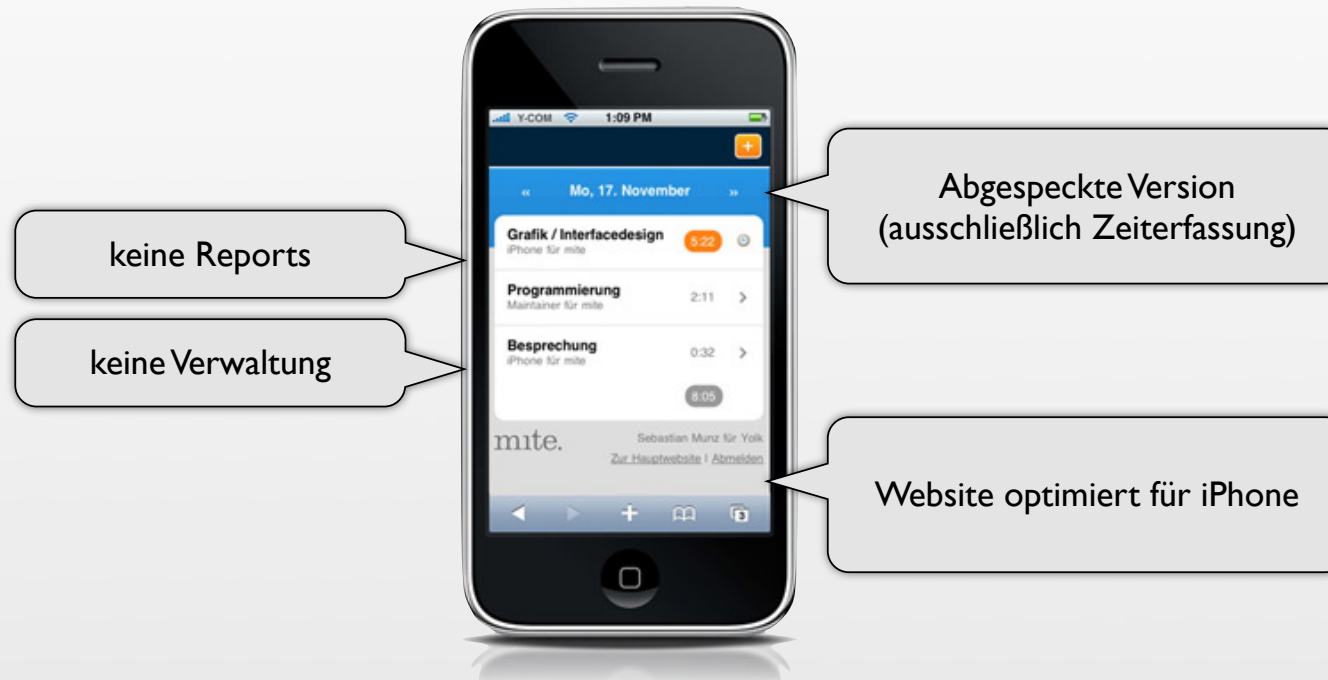 Y-COM 1:09 PM
+
« Mo, 17. November »
Grafik / Interfacedesign 5:22
iPhone für mite
Programmierung 2:11
Maintainer für mite
Besprechung 0:32
iPhone für mite
8:05
mite. Sebastian Munz für Yolk
Zur Hauptwebsite | Abmelden
3
keine Reports
keine Verwaltung
Abgespeckte Version
(ausschließlich Zeiterfassung)
Website optimiert für iPhone